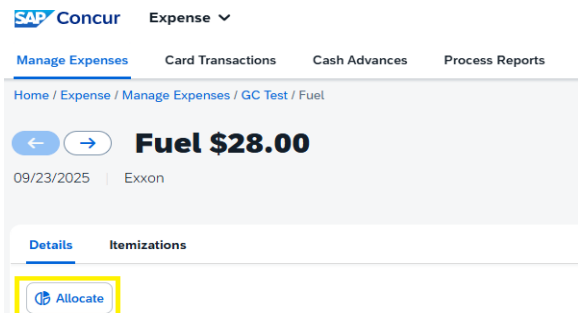 SAP Concur Expense
Manage Expenses Card Transactions Cash Advances Process Reports
Home / Expense / Manage Expenses / GC Test / Fuel
Fuel $28.00
09/23/2025 Exxon
Details Itemizations
Allocate